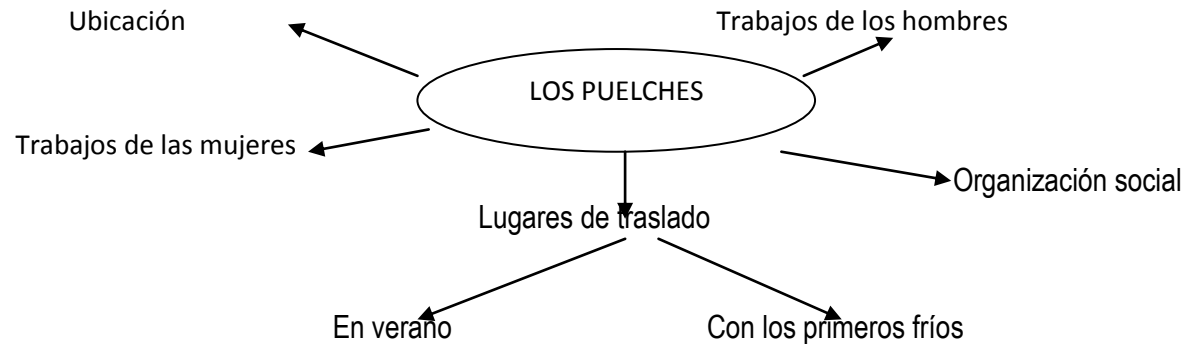 Ubicación
Trabajos de los hombres
LOS PUELCHES
Trabajos de las mujeres
Organización social
Lugares de traslado
En verano
Con los primeros fríos